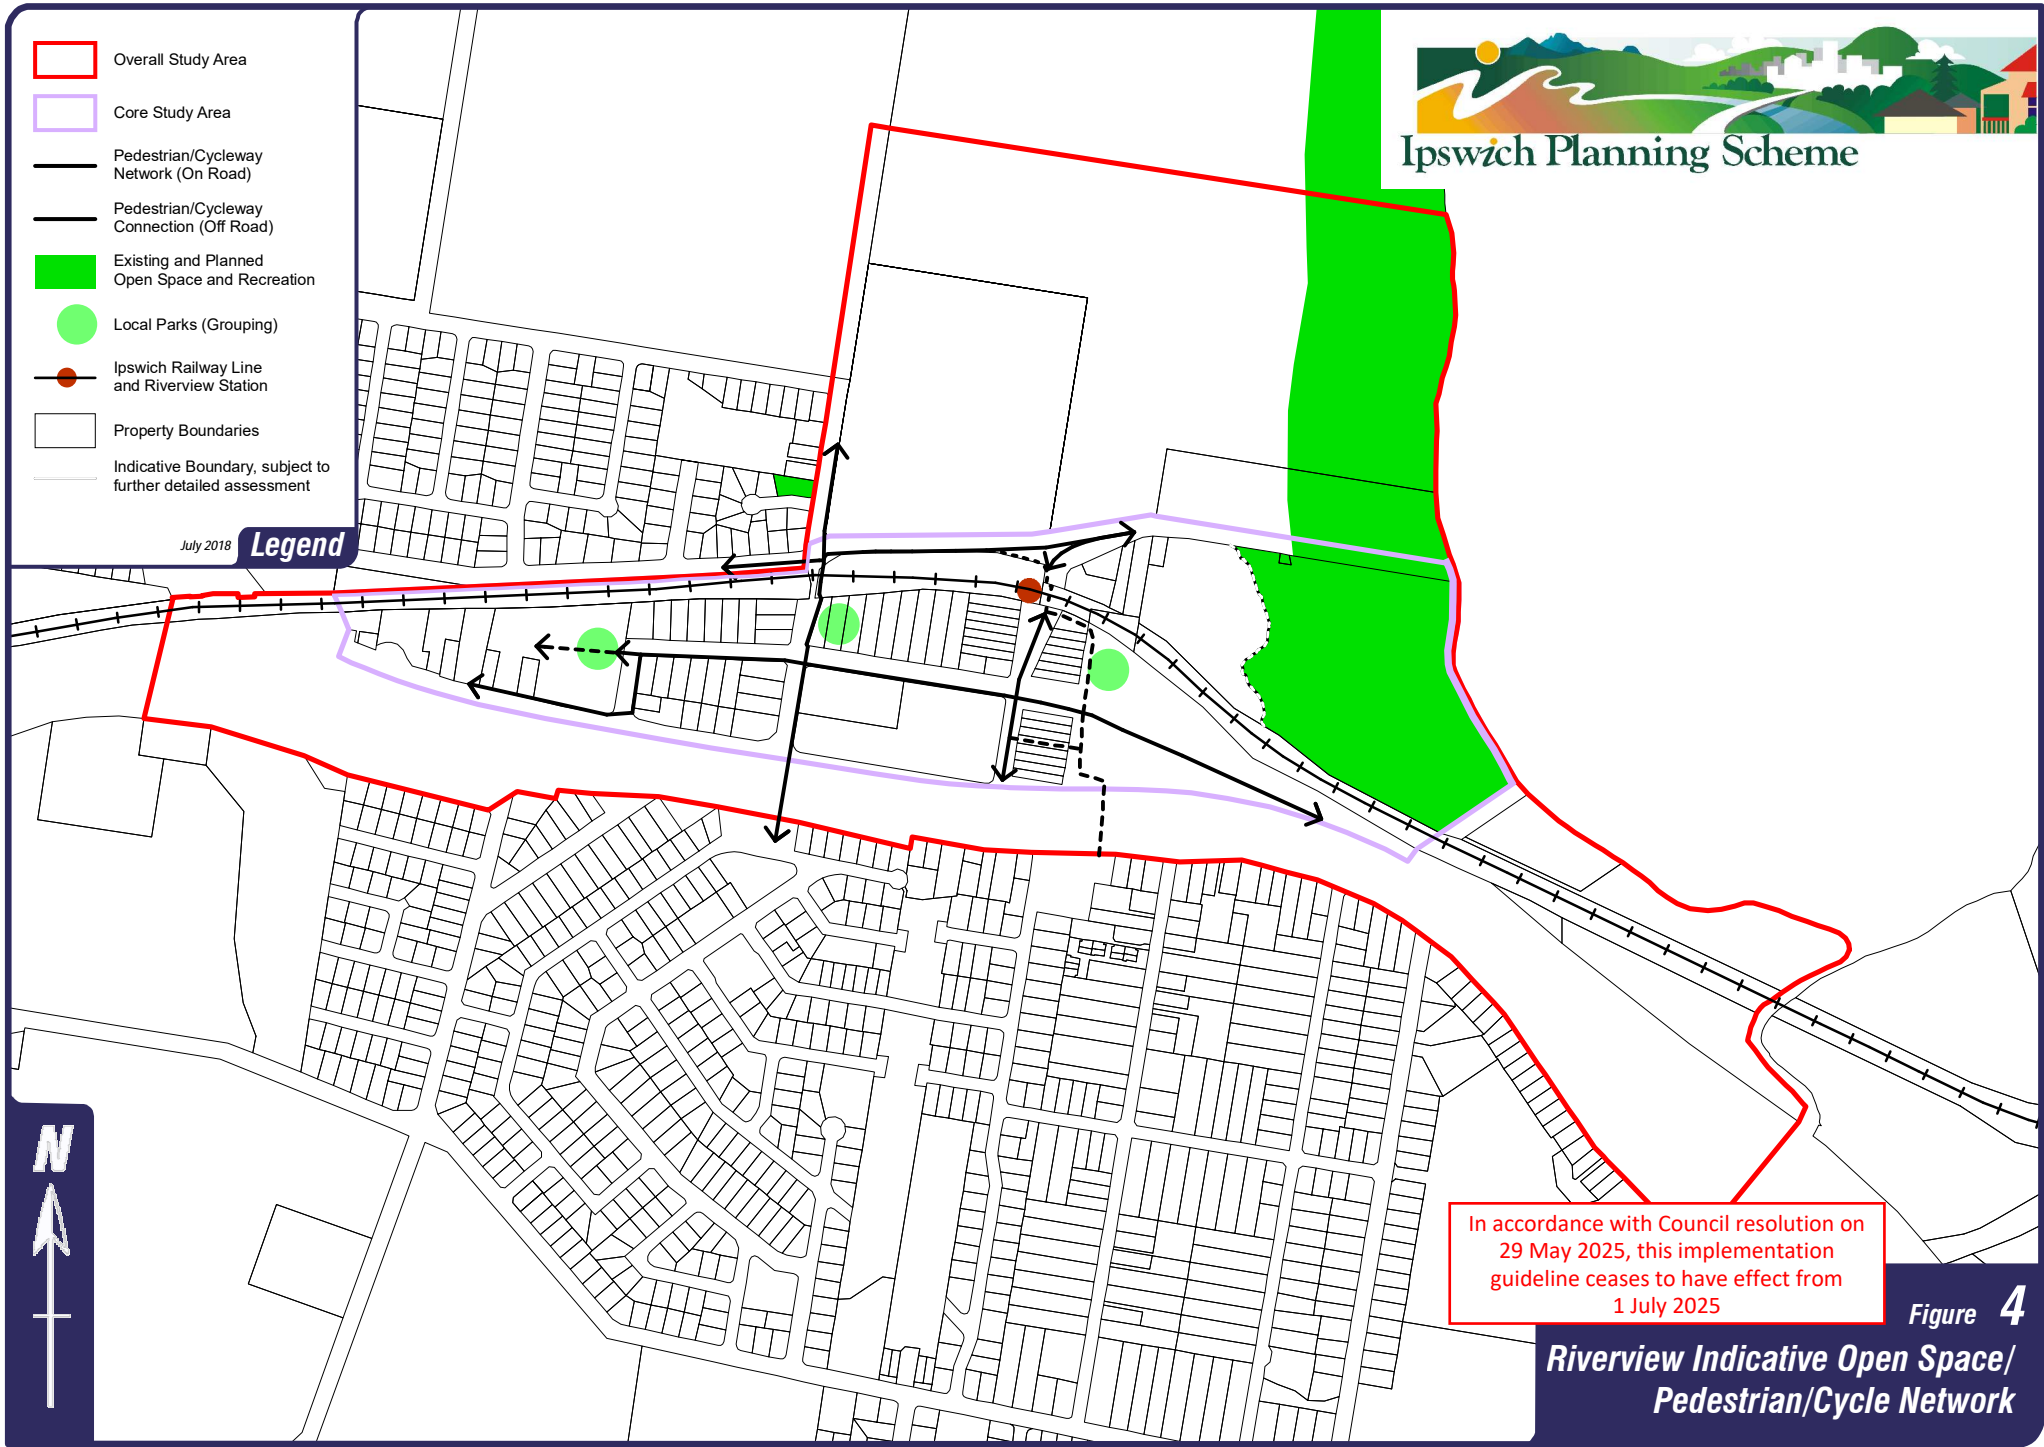 Overall Study Area
Core Study Area
Pedestrian/Cycleway
Network (On Road)
Pedestrian/Cycleway
Connection (Off Road)
Existing and Planned
Open Space and Recreation
Local Parks (Grouping)
Ipswich Railway Line
and Riverview Station
Property Boundaries
Indicative Boundary, subject to
further detailed assessment
July 2018
Legend
Ipswich Planning Scheme
N
In accordance with Council resolution on
29 May 2025, this implementation
guideline ceases to have effect from
1 July 2025
Figure 4
Riverview Indicative Open Space/
Pedestrian/Cycle Network